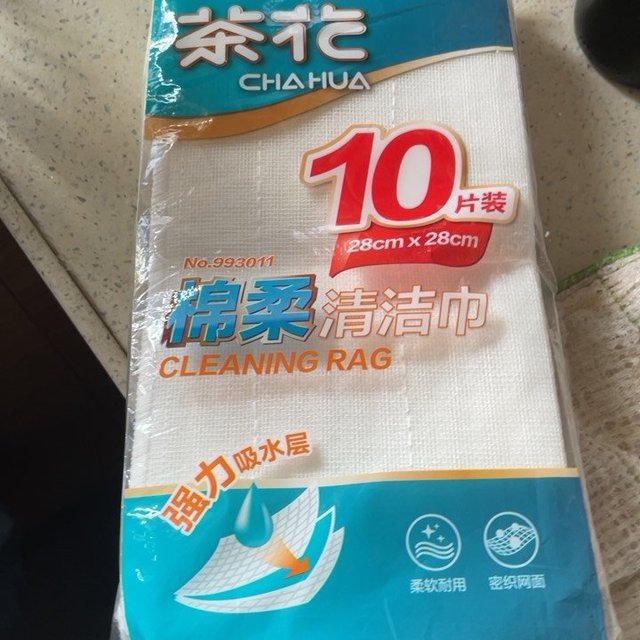 茶花
CHAHUA
10片装
28cm x 28cm
No.993011
棉柔清洁巾
CLEANING RAG
强力吸水层
柔软耐用
密织网面